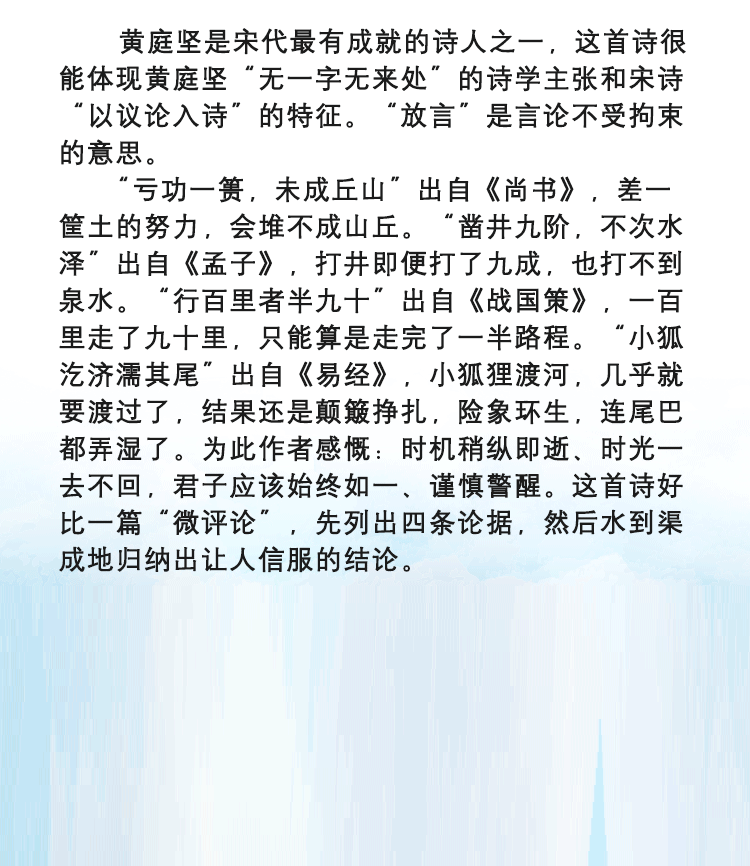 黄庭坚是宋代最有成就的诗人之一，这首诗很
能体现黄庭坚“无一字无来处”的诗学主张和宋诗
“以议论入诗”的特征。“放言”是言论不受拘束
的意思。
“亏功一篑，未成丘山”出自《尚书》，差一
筐土的努力，会堆不成山丘。“凿井九阶，不次水
泽”出自《孟子》，打井即便打了九成，也打不到
泉水。“行百里者半九十”出自《战国策》，一百
里走了九十里，只能算是走完了一半路程。“小狐
汔济濡其尾”出自《易经》，小狐狸渡河，几乎就
要渡过了，结果还是颠簸挣扎，险象环生，连尾巴
都弄湿了。为此作者感慨：时机稍纵即逝、时光一
去不回，君子应该始终如一、谨慎警醒。这首诗好
比一篇“微评论”，先列出四条论据，然后水到渠
成地归纳出让人信服的结论。